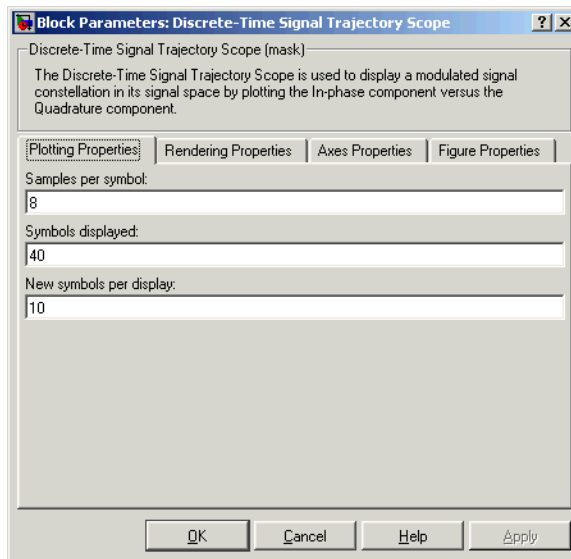 Block Parameters: Discrete-Time Signal Trajectory Scope
Discrete-Time Signal Trajectory Scope (mask)
The Discrete-Time Signal Trajectory Scope is used to display a modulated signal
constellation in its signal space by plotting the In-phase component versus the
Quadrature component.
Plotting Properties Rendering Properties Axes Properties Figure Properties
Samples per symbol:
8
Symbols displayed:
40
New symbols per display:
10
OK Cancel Help Apply